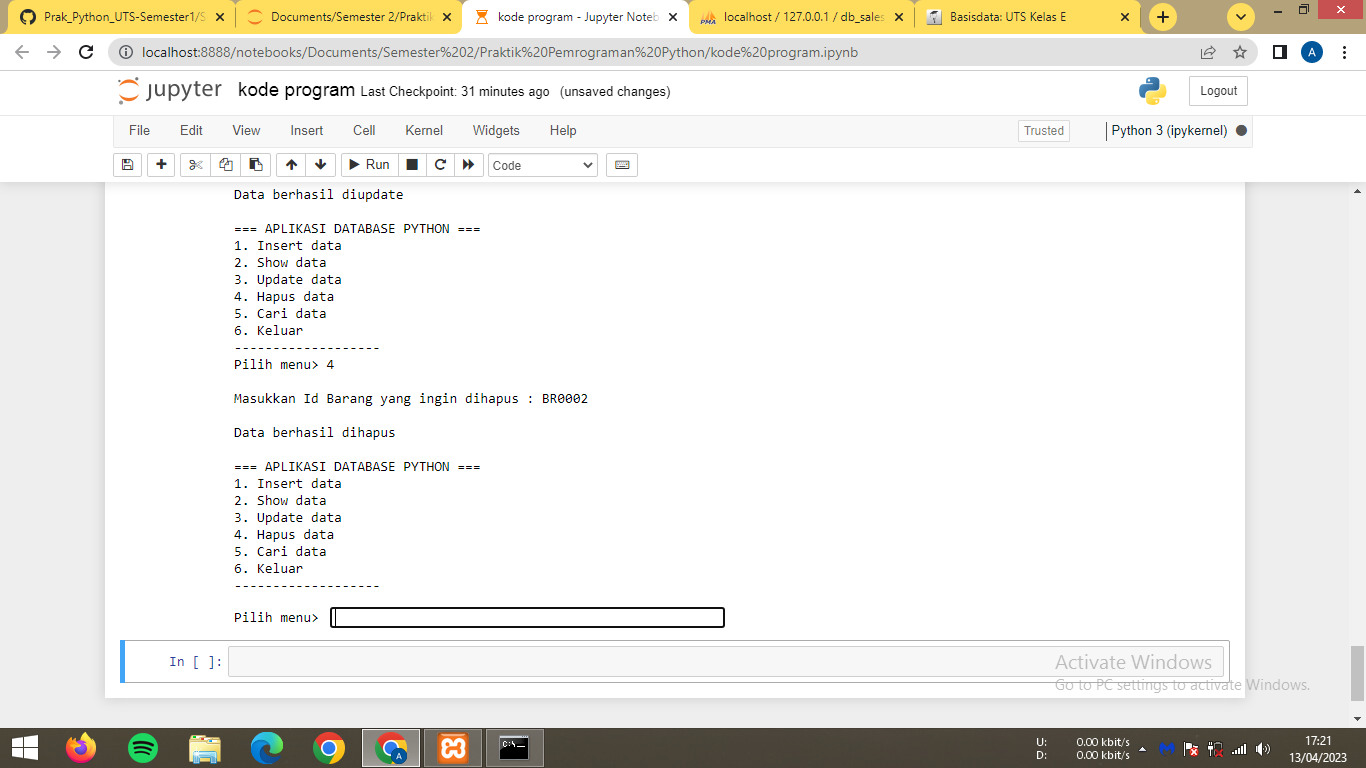 Prak_Python_UTS-Semester1/S
Documents/Semester 2/Prakti
kode program - Jupyter Noteb
localhost / 127.0.0.1 / db_sales
Basisdata: UTS Kelas E
localhost:8888/notebooks/Documents/Semester%202/Praktik%20Pemrograman%20Python/kode%20program.ipynb
A
jupyter kode program Last Checkpoint: 31 minutes ago (unsaved changes)
Logout
File Edit View Insert Cell Kernel Widgets Help
Trusted
Python 3 (ipykernel)
Run
Code
Data berhasil diupdate
=== APLIKASI DATABASE PYTHON ===
1. Insert data
2. Show data
3. Update data
4. Hapus data
5. Cari data
6. Keluar
-------------------
Pilih menu> 4
Masukkan Id Barang yang ingin dihapus : BR0002
Data berhasil dihapus
=== APLIKASI DATABASE PYTHON ===
1. Insert data
2. Show data
3. Update data
4. Hapus data
5. Cari data
6. Keluar
-------------------
Pilih menu>
In [ ]:
Activate Windows
Go to PC settings to activate Windows.
U: 0.00 kbit/s
D: 0.00 kbit/s
17:21
13/04/2023